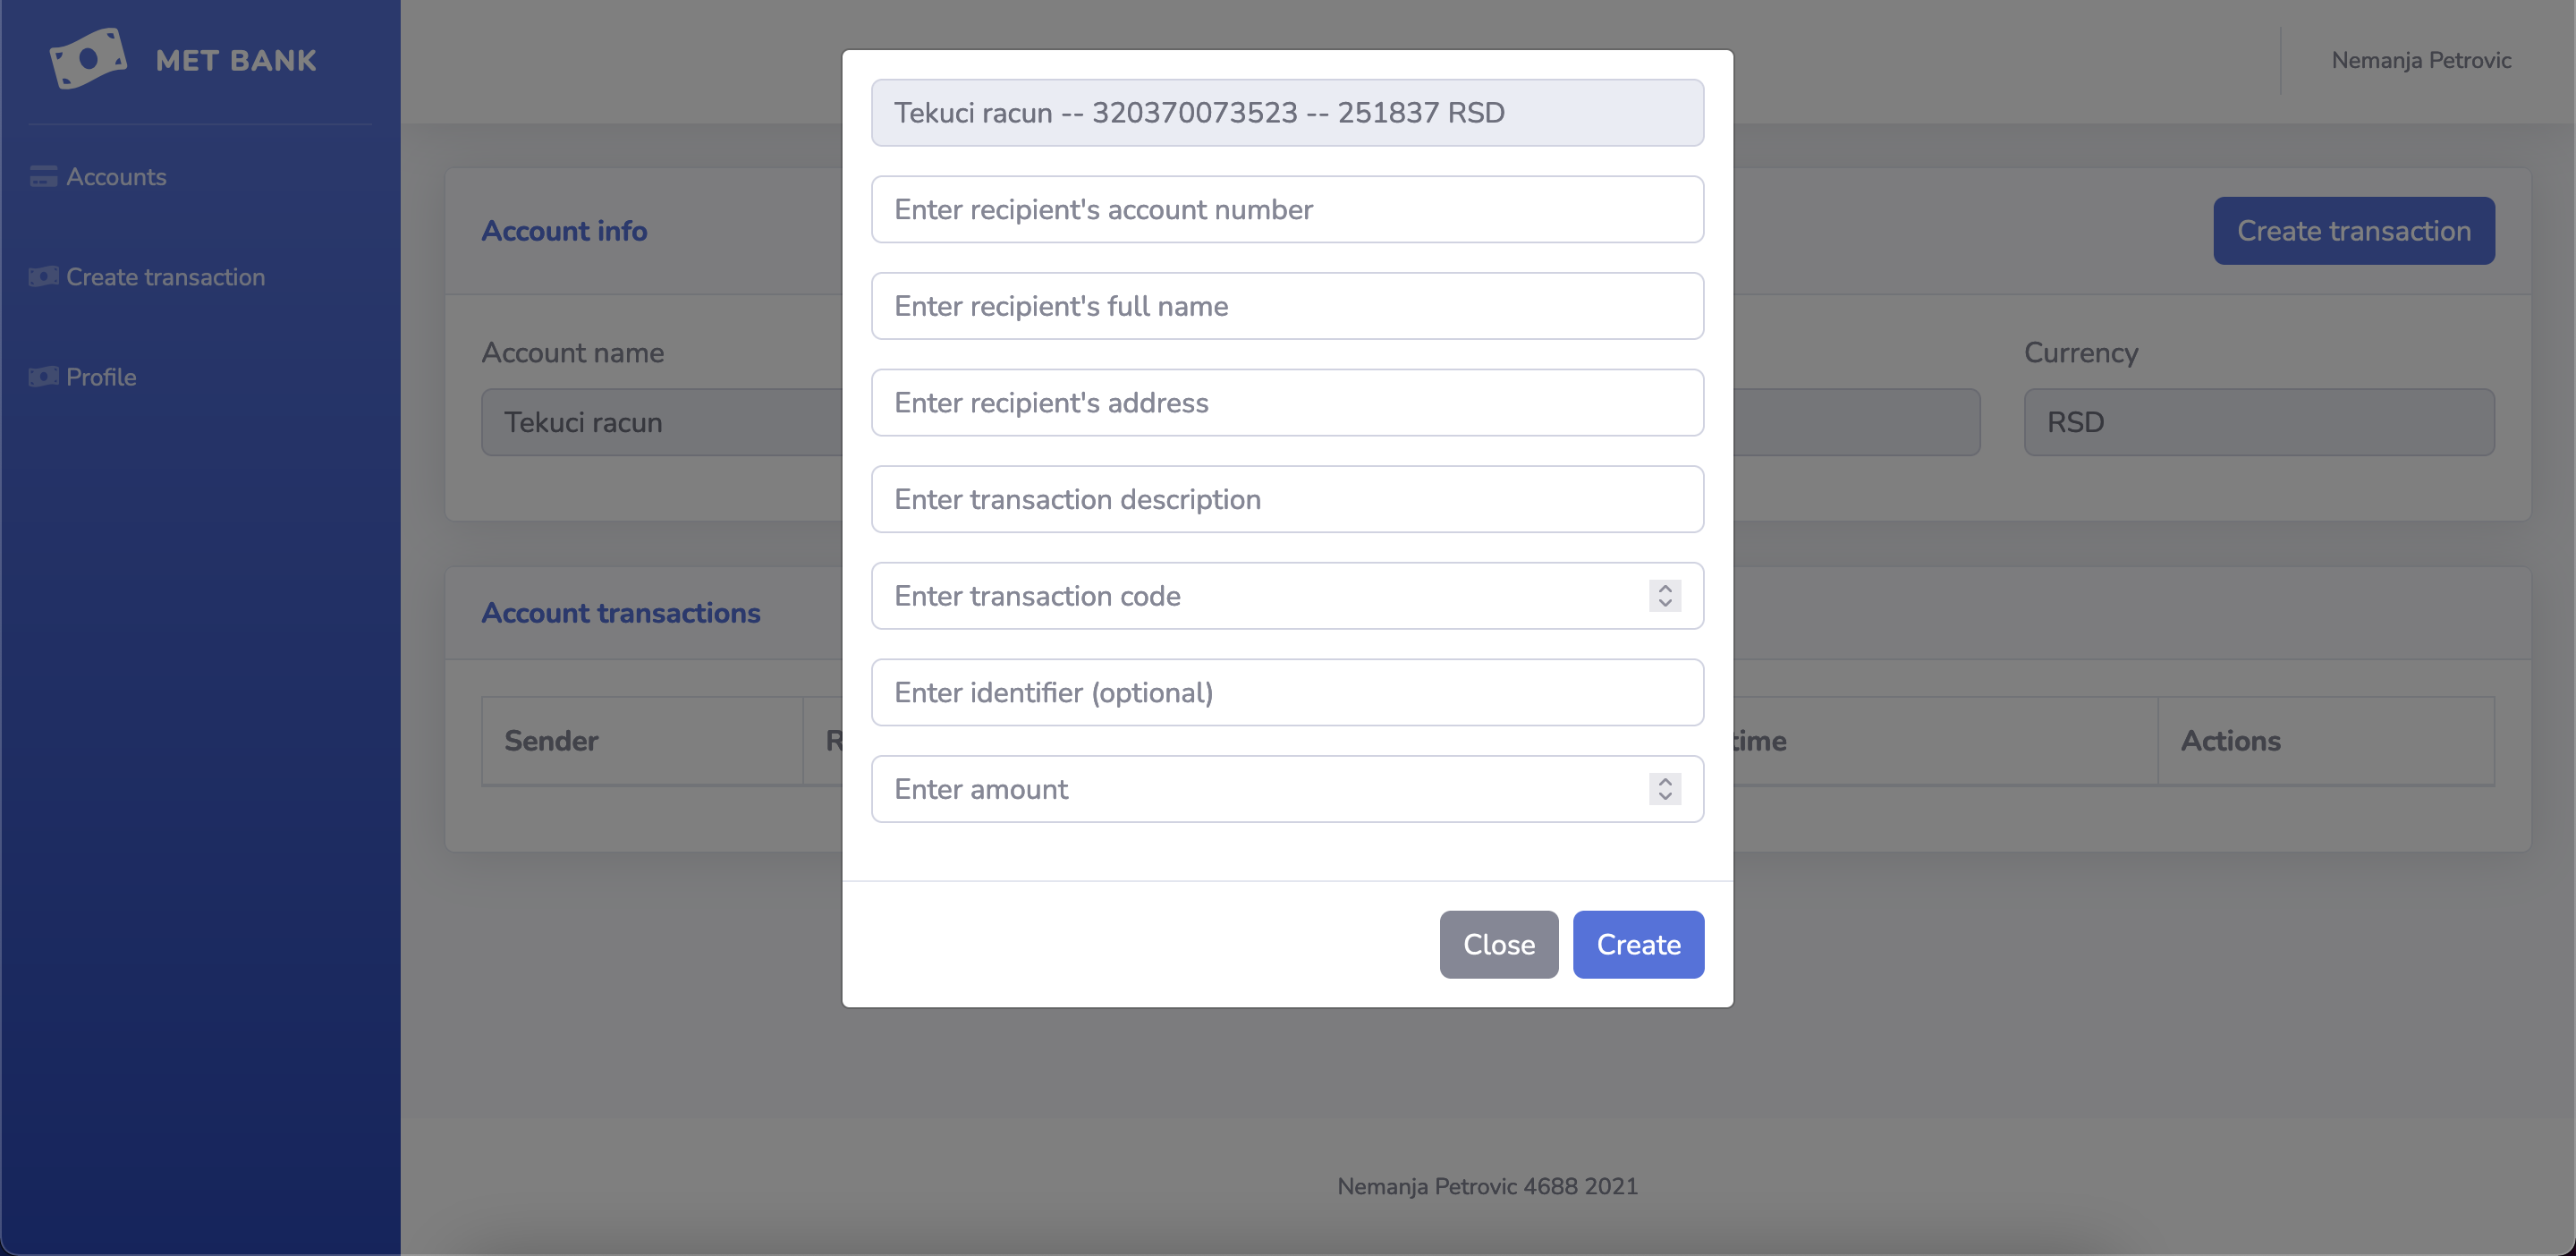 MET BANK
Nemanja Petrovic
Accounts
Create transaction
Profile
Account info
Create transaction
Account name
Currency
Tekuci racun
RSD
Account transactions
Sender
Actions
Tekuci racun -- 320370073523 -- 251837 RSD
Enter recipient's account number
Enter recipient's full name
Enter recipient's address
Enter transaction description
Enter transaction code
Enter identifier (optional)
Enter amount
Close
Create
Nemanja Petrovic 4688 2021